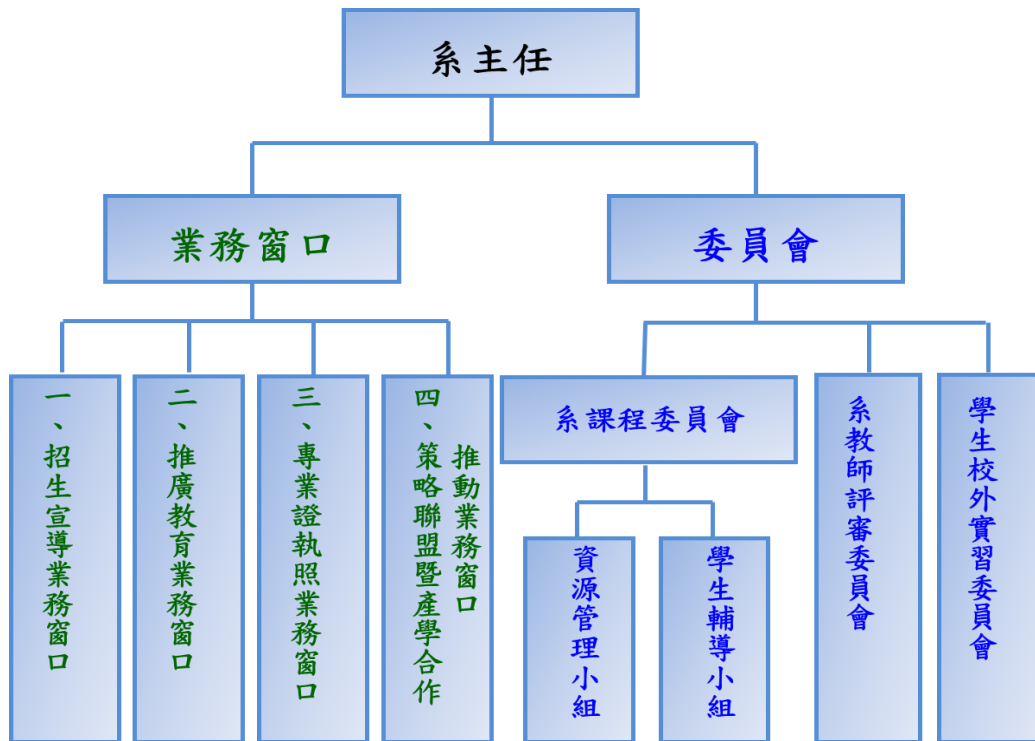 系主任
業務窗口
委員會
一、招生宣導業務窗口
二、推廣教育業務窗口
三、專業證執照業務窗口
四、策略聯盟暨產學合作
推動業務窗口
系課程委員會
資源管理小組
學生輔導小組
系教師評審委員會
學生校外實習委員會